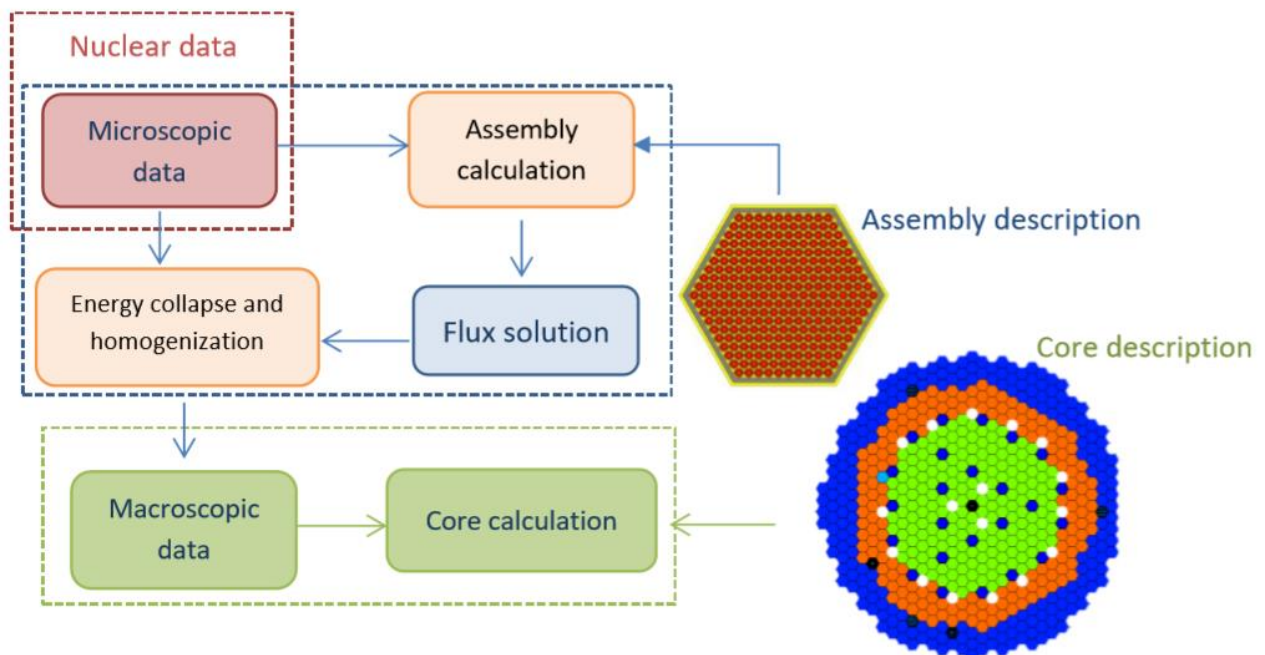 Nuclear data
Microscopic
data
Assembly
calculation
Assembly description
Energy collapse and
homogenization
Flux solution
Core description
Macroscopic
data
Core calculation